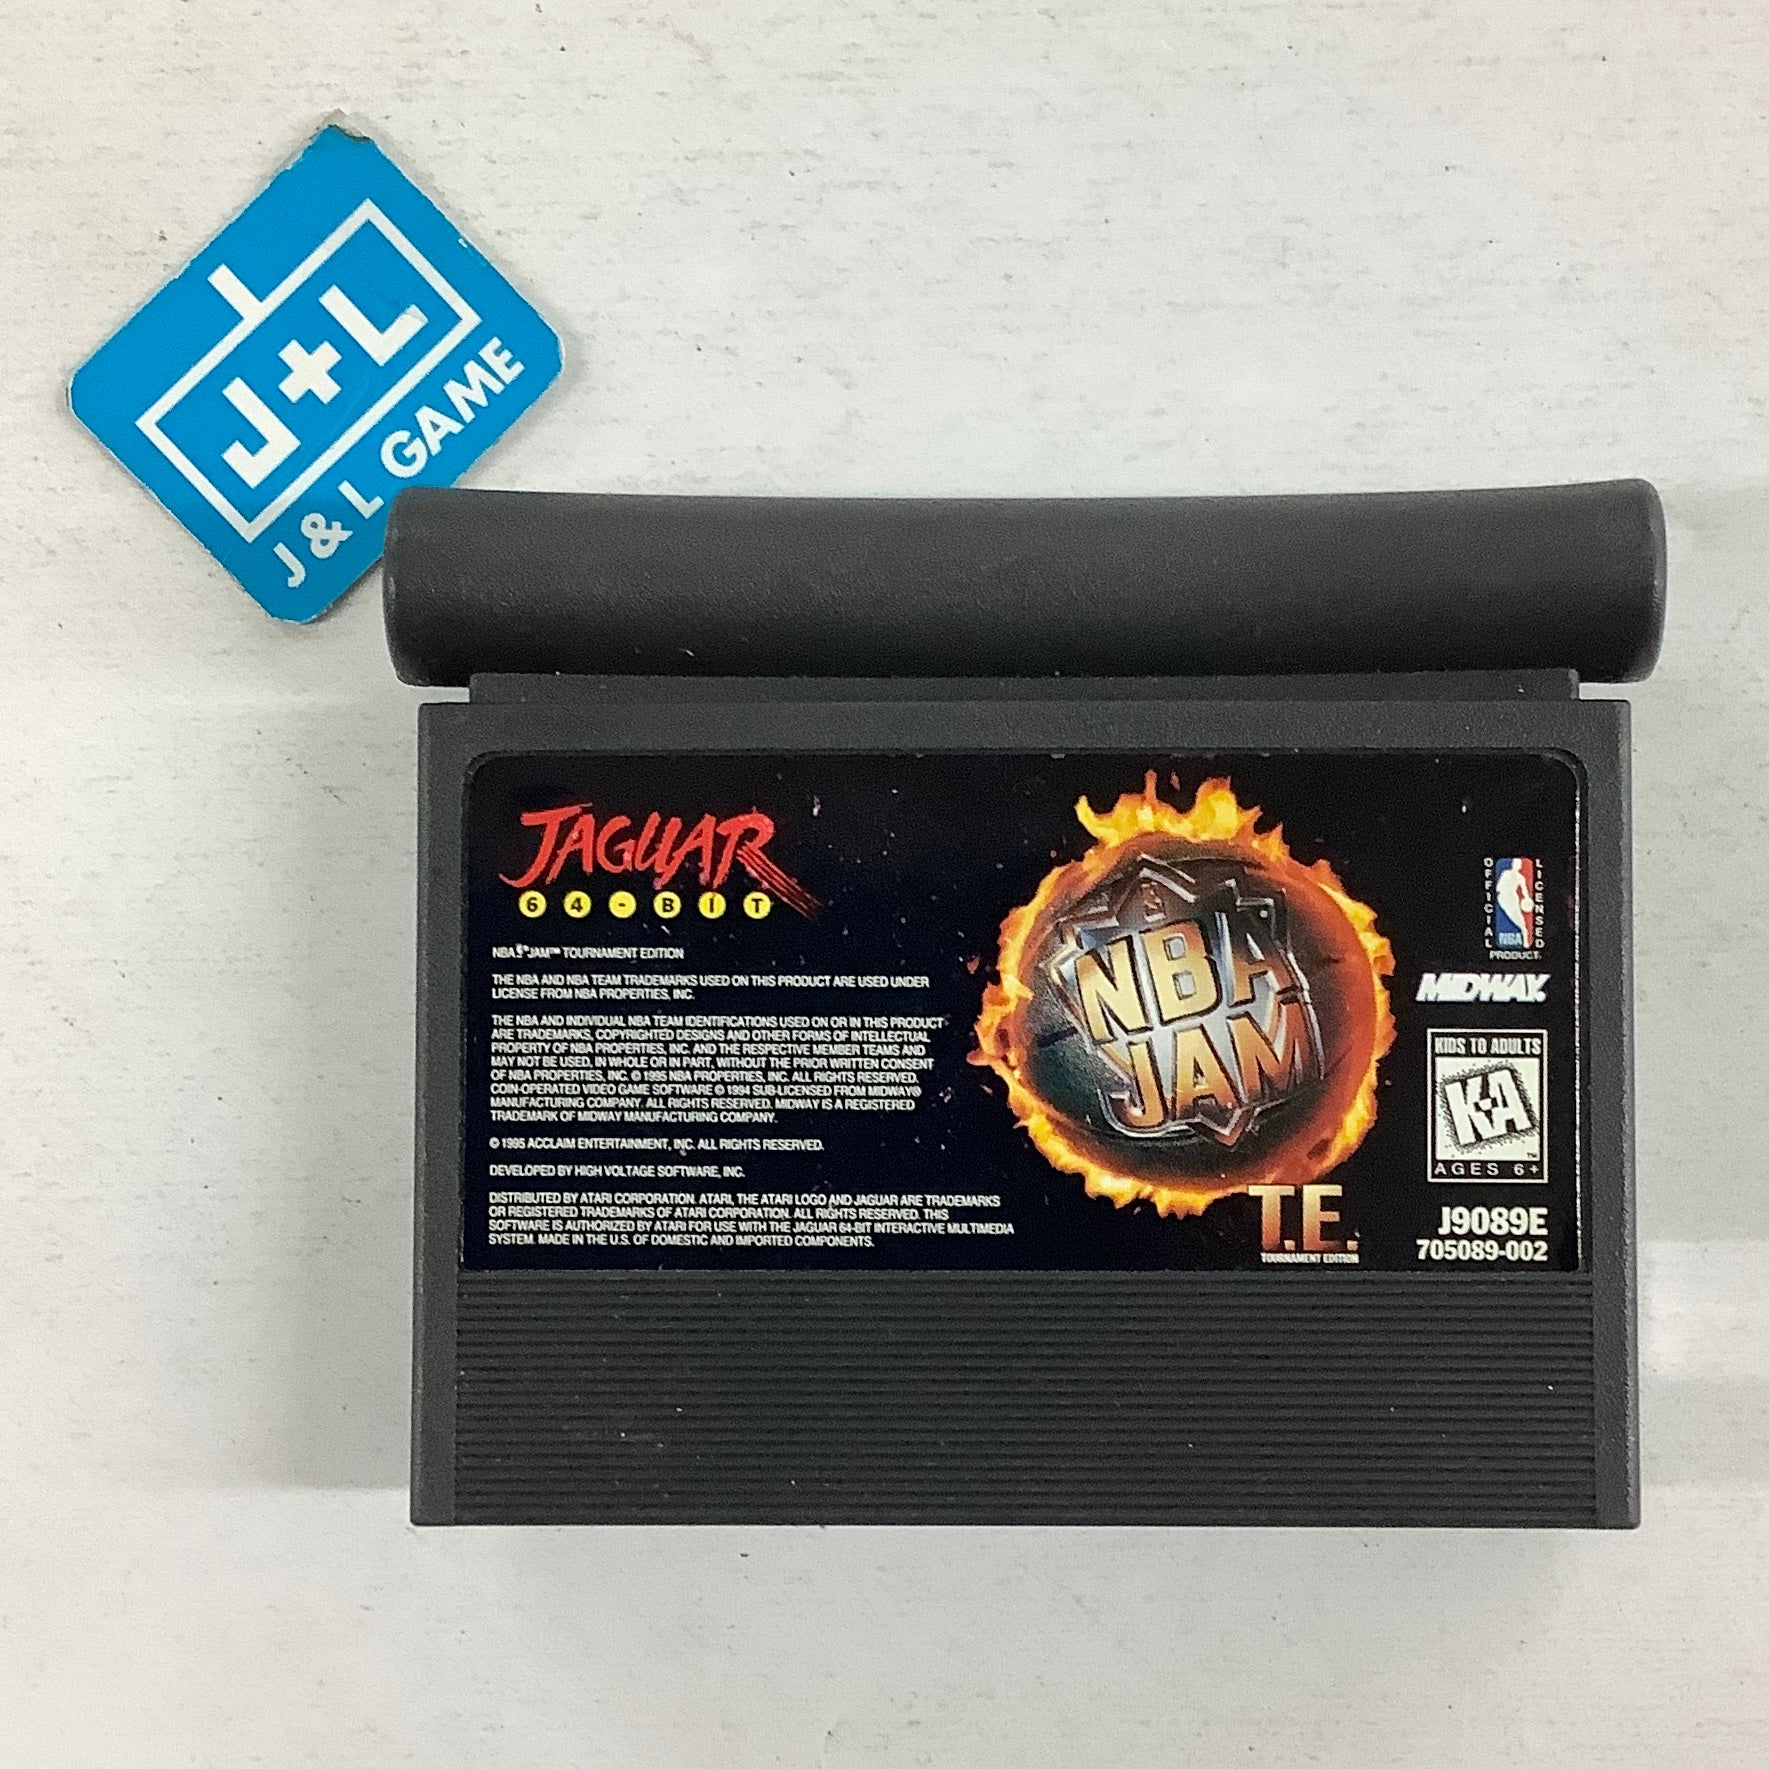 J+L
J & L GAME
JAGUAR
64-BIT
NBA JAM™ TOURNAMENT EDITION
THE NBA AND NBA TEAM TRADEMARKS USED ON THIS PRODUCT ARE USED UNDER
LICENSE FROM NBA PROPERTIES, INC.
THE NBA AND INDIVIDUAL NBA TEAM IDENTIFICATIONS USED ON OR IN THIS PRODUCT
ARE TRADEMARKS, COPYRIGHTED DESIGNS AND OTHER FORMS OF INTELLECTUAL
PROPERTY OF NBA PROPERTIES, INC. AND THE RESPECTIVE MEMBER TEAMS AND
MAY NOT BE USED, IN WHOLE OR IN PART, WITHOUT THE PRIOR WRITTEN CONSENT
OF NBA PROPERTIES, INC. © 1995 NBA PROPERTIES, INC. ALL RIGHTS RESERVED.
COIN-OPERATED VIDEO GAME SOFTWARE © 1994 SUB-LICENSED FROM MIDWAY®
MANUFACTURING COMPANY. ALL RIGHTS RESERVED. MIDWAY IS A REGISTERED
TRADEMARK OF MIDWAY MANUFACTURING COMPANY.
© 1995 ACCLAIM ENTERTAINMENT, INC. ALL RIGHTS RESERVED.
DEVELOPED BY HIGH VOLTAGE SOFTWARE, INC.
DISTRIBUTED BY ATARI CORPORATION. ATARI, THE ATARI LOGO AND JAGUAR ARE TRADEMARKS
OR REGISTERED TRADEMARKS OF ATARI CORPORATION. ALL RIGHTS RESERVED. THIS
SOFTWARE IS AUTHORIZED BY ATARI FOR USE WITH THE JAGUAR 64-BIT INTERACTIVE MULTIMEDIA
SYSTEM. MADE IN THE U.S. OF DOMESTIC AND IMPORTED COMPONENTS.
NBA
JAM
T.E.
TOURNAMENT EDITION
OFFICIAL
LICENSED
NBA
PRODUCT
MIDWAY
KIDS TO ADULTS
K-A
™
AGES 6+
J9089E
705089-002